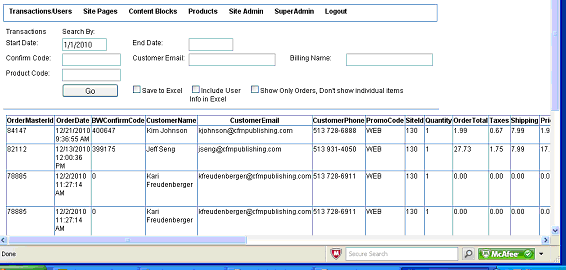 Transactions/Users Site Pages Content Blocks Products Site Admin SuperAdmin Logout
Transactions Search By:
Start Date: 1/1/2010 End Date:
Confirm Code: Customer Email: Billing Name:
Product Code:
Go Save to Excel Include User Info in Excel Show Only Orders, Don't show individual items
OrderMasterId OrderDate BWConfirmCode CustomerName CustomerEmail CustomerPhone PromoCode SiteId Quantity OrderTotal Taxes Shipping Pri
84147 12/21/2010 400647 Kim Johnson kjohnson@cfmpublishing.com 513 728-6888 WEB 130 1 1.99 0.67 7.99 1.9
9:36:55 AM
82112 12/13/2010 399175 Jeff Seng jseng@cfmpublishing.com 513 931-4050 WEB 130 1 27.73 1.75 7.99 17.
12:00:36
PM
78885 12/2/2010 0 Kari kfreudenberger@cfmpublishing.com 513 728-6911 WEB 130 1 0.00 0.00 0.00 0.0
11:27:14 Freudenberger
AM
78885 12/2/2010 0 Kari kfreudenberger@cfmpublishing.com 513 728-6911 WEB 130 1 0.00 0.00 0.00 0.0
11:27:14 Freudenberger
AM
Done Secure Search McAfee